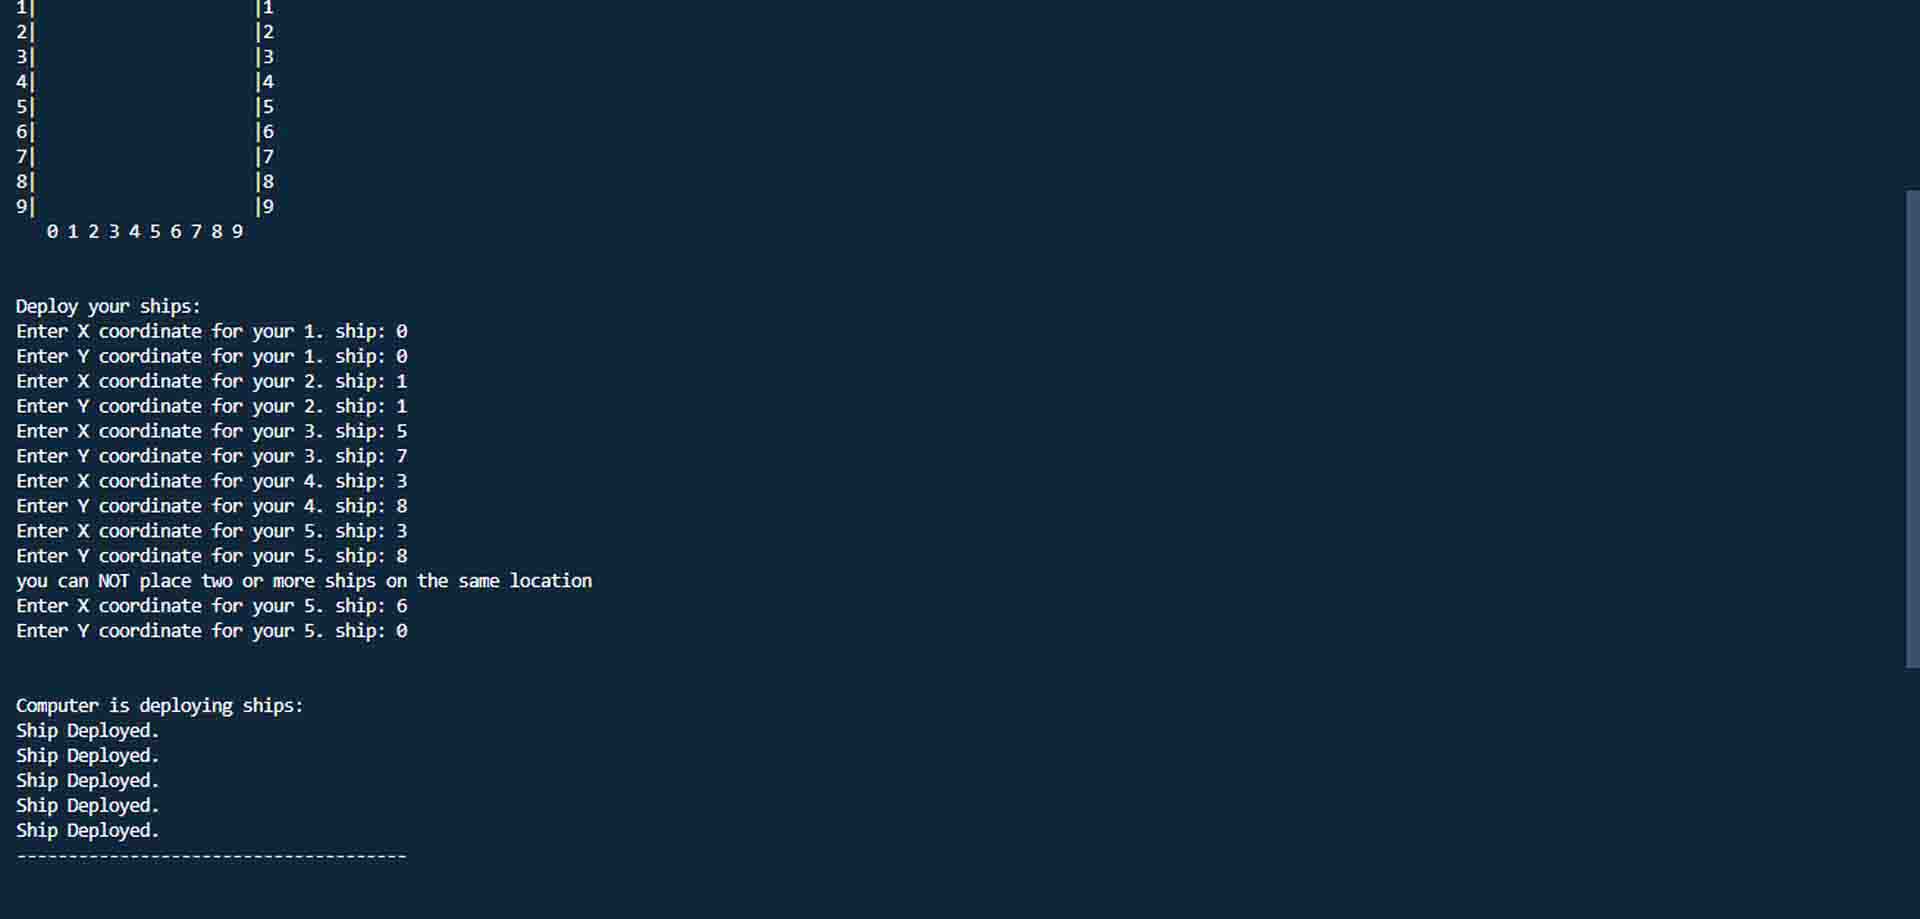 1|                     |1
2|                     |2
3|                     |3
4|                     |4
5|                     |5
6|                     |6
7|                     |7
8|                     |8
9|                     |9
   0 1 2 3 4 5 6 7 8 9
Deploy your ships:
Enter X coordinate for your 1. ship: 0
Enter Y coordinate for your 1. ship: 0
Enter X coordinate for your 2. ship: 1
Enter Y coordinate for your 2. ship: 1
Enter X coordinate for your 3. ship: 5
Enter Y coordinate for your 3. ship: 7
Enter X coordinate for your 4. ship: 3
Enter Y coordinate for your 4. ship: 8
Enter X coordinate for your 5. ship: 3
Enter Y coordinate for your 5. ship: 8
you can NOT place two or more ships on the same location
Enter X coordinate for your 5. ship: 6
Enter Y coordinate for your 5. ship: 0
Computer is deploying ships:
Ship Deployed.
Ship Deployed.
Ship Deployed.
Ship Deployed.
Ship Deployed.
--------------------------------------